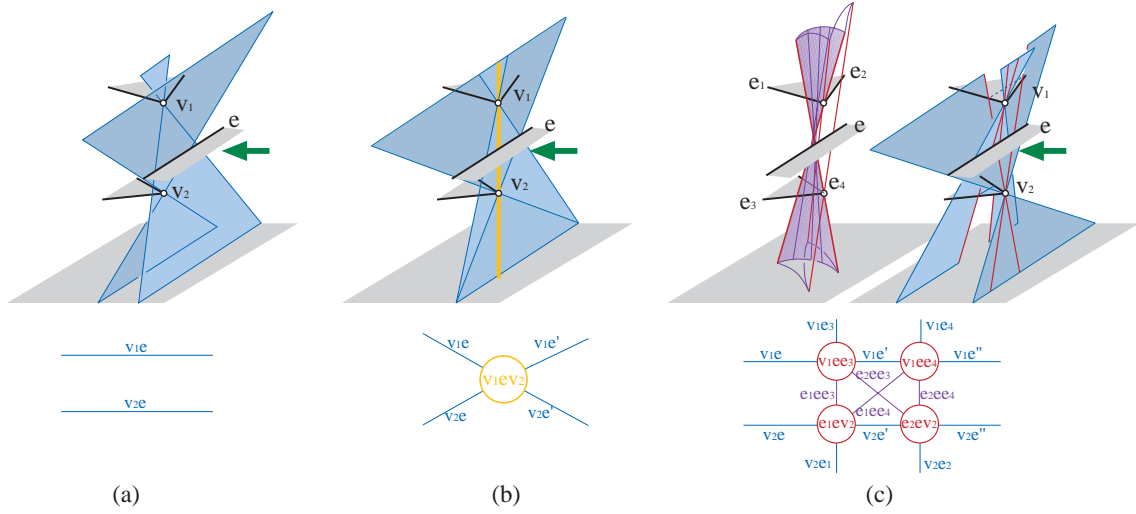 v1
e
v2
v1e
v2e
(a)
v1
e
v2
v1e
v1e'
v1ev2
v2e
v2e'
(b)
e1
e2
e
e3
e4
v1
e
v2
v1e3
v1e4
v1e
v1ee3
v1e'
v1ee4
v1e"
e2ee3
e1ee3
e2ee4
e1ee4
v2e
e1ev2
v2e'
e2ev2
v2e"
v2e1
v2e2
(c)